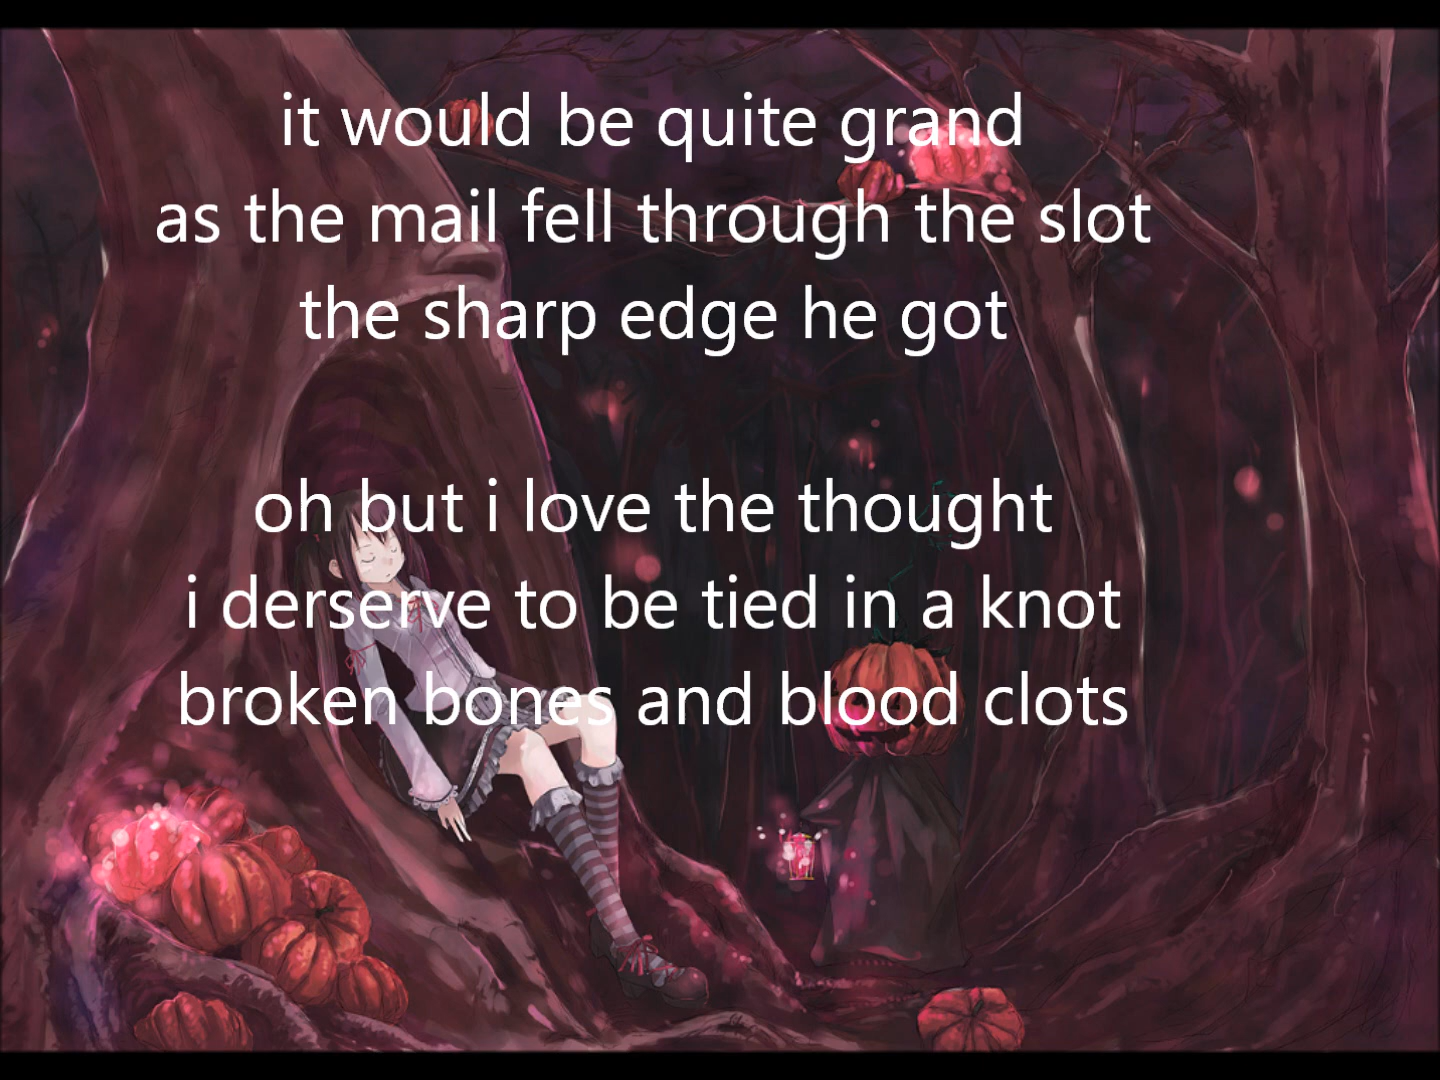 it would be quite grand
as the mail fell through the slot
the sharp edge he got
oh but i love the thought
i derserve to be tied in a knot
broken bones and blood clots